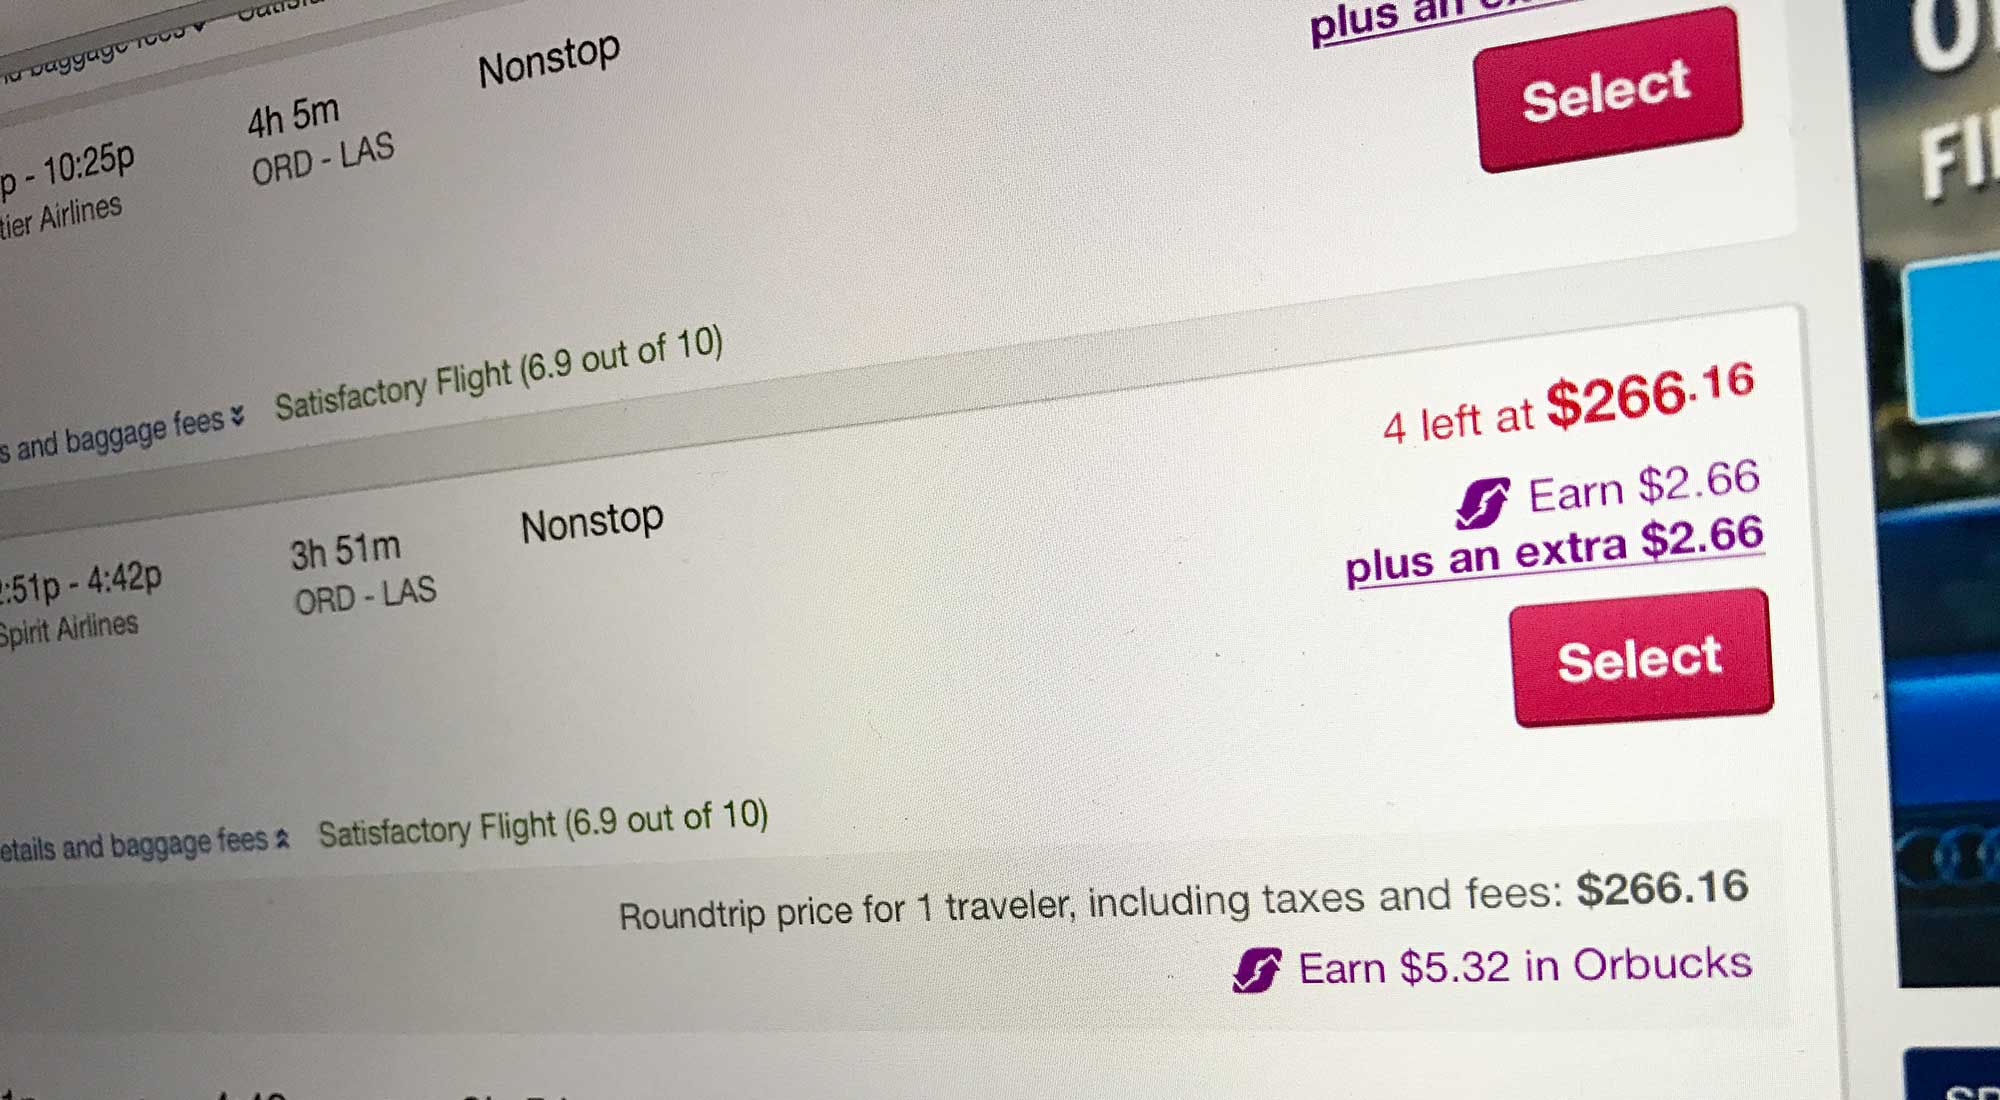 baggage fees
Nonstop
plus an
Select
4h 5m
ORD - LAS
p - 10:25p
tier Airlines
FI
s and baggage fees
Satisfactory Flight (6.9 out of 10)
4 left at $266.16
Earn $2.66
plus an extra $2.66
:51p - 4:42p
3h 51m
Nonstop
Spirit Airlines
ORD - LAS
Select
etails and baggage fees
Satisfactory Flight (6.9 out of 10)
Roundtrip price for 1 traveler, including taxes and fees: $266.16
Earn $5.32 in Orbucks